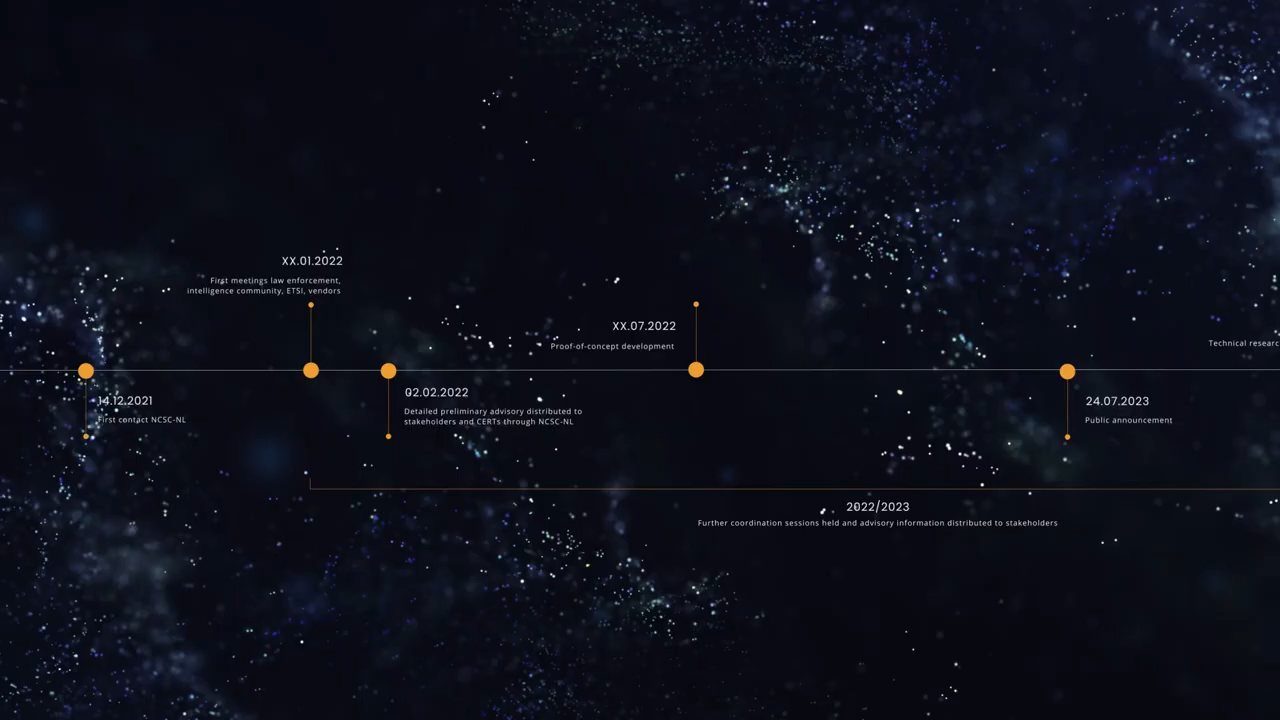 XX.01.2022
First meetings law enforcement,
intelligence community, ETSI, vendors
14.12.2021
First contact NCSC-NL
02.02.2022
Detailed preliminary advisory distributed to
stakeholders and CERTs through NCSC-NL
XX.07.2022
Proof-of-concept development
24.07.2023
Public announcement
Technical
2022/2023
Further coordination sessions held and advisory information distributed to stakeholders